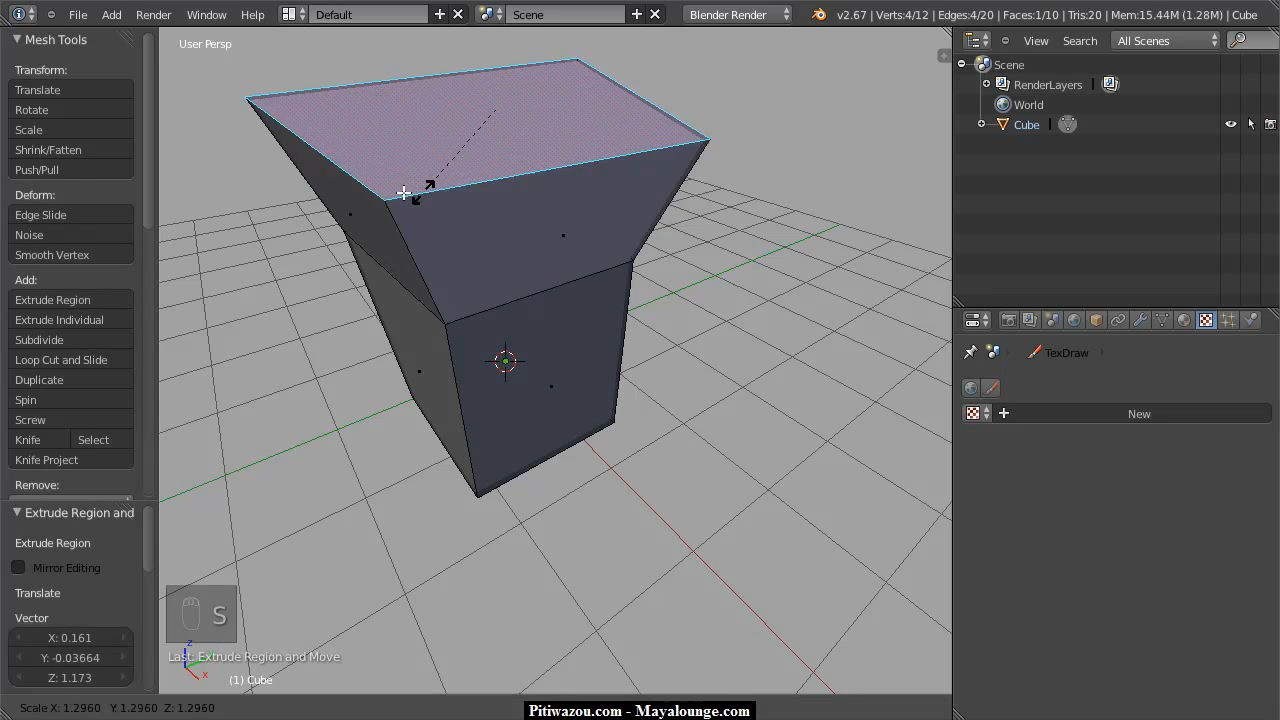 File Add Render Window Help Default Scene Blender Render v2.67 | Verts:4/12 | Edges:4/20 | Faces:1/10 | Tris:20 | Mem:15.44M (1.28M) | Cube
Mesh Tools
Transform:
Translate
Rotate
Scale
Shrink/Fatten
Push/Pull
Deform:
Edge Slide
Noise
Smooth Vertex
Add:
Extrude Region
Extrude Individual
Subdivide
Loop Cut and Slide
Duplicate
Spin
Screw
Knife Select
Knife Project
Remove:
Extrude Region and
Extrude Region
Mirror Editing
Translate
Vector
X: 0.161
Y: -0.03664
Z: 1.173
User Persp
S
z
x
Last: Extrude Region and Move
(1) Cube
Scale X: 1.2960 Y: 1.2960 Z: 1.2960
Pitiwazou.com - Mayalounge.com
View Search All Scenes
Scene
RenderLayers |
World
Cube |
TexDraw
New